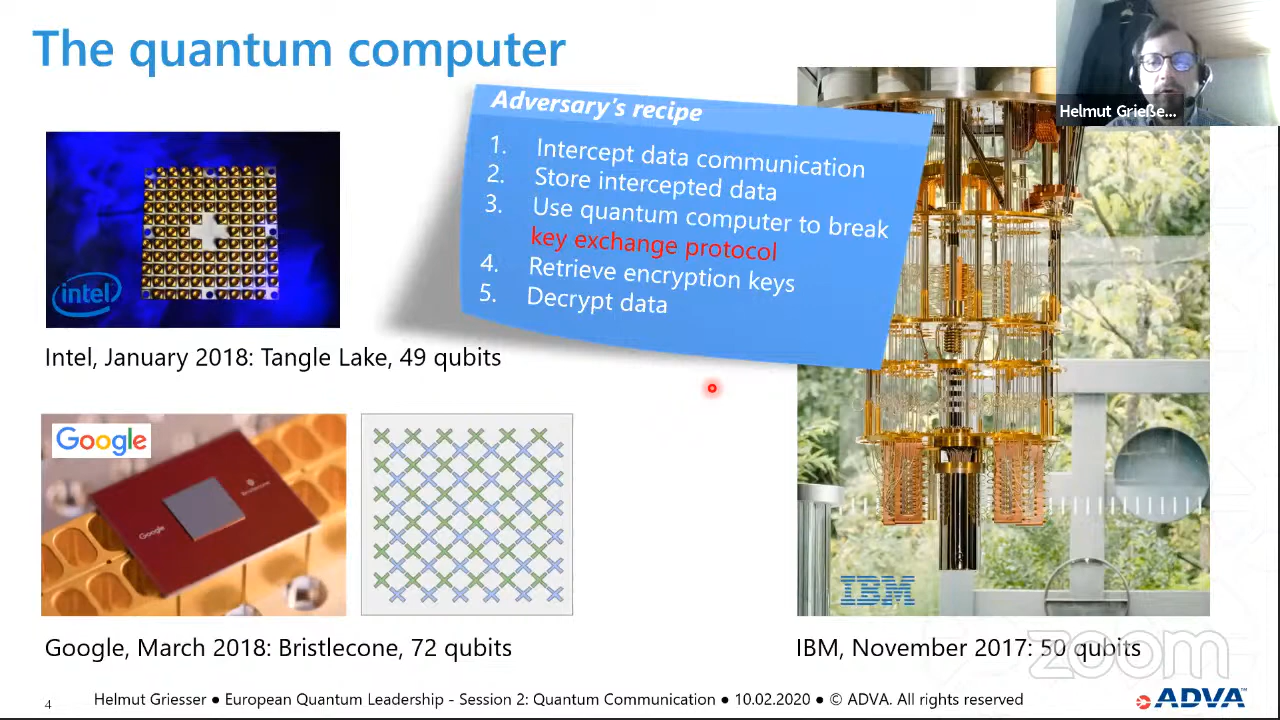 The quantum computer
Helmut Grieße...
Adversary's recipe
1. Intercept data communication
2. Store intercepted data
3. Use quantum computer to break
key exchange protocol
4. Retrieve encryption keys
5. Decrypt data
intel
Intel, January 2018: Tangle Lake, 49 qubits
Google
Bristlecone
Google
Google, March 2018: Bristlecone, 72 qubits
IBM
IBM, November 2017: 50 qubits
zoom
4
Helmut Griesser ● European Quantum Leadership - Session 2: Quantum Communication ● 10.02.2020 ● © ADVA. All rights reserved
ADVA™